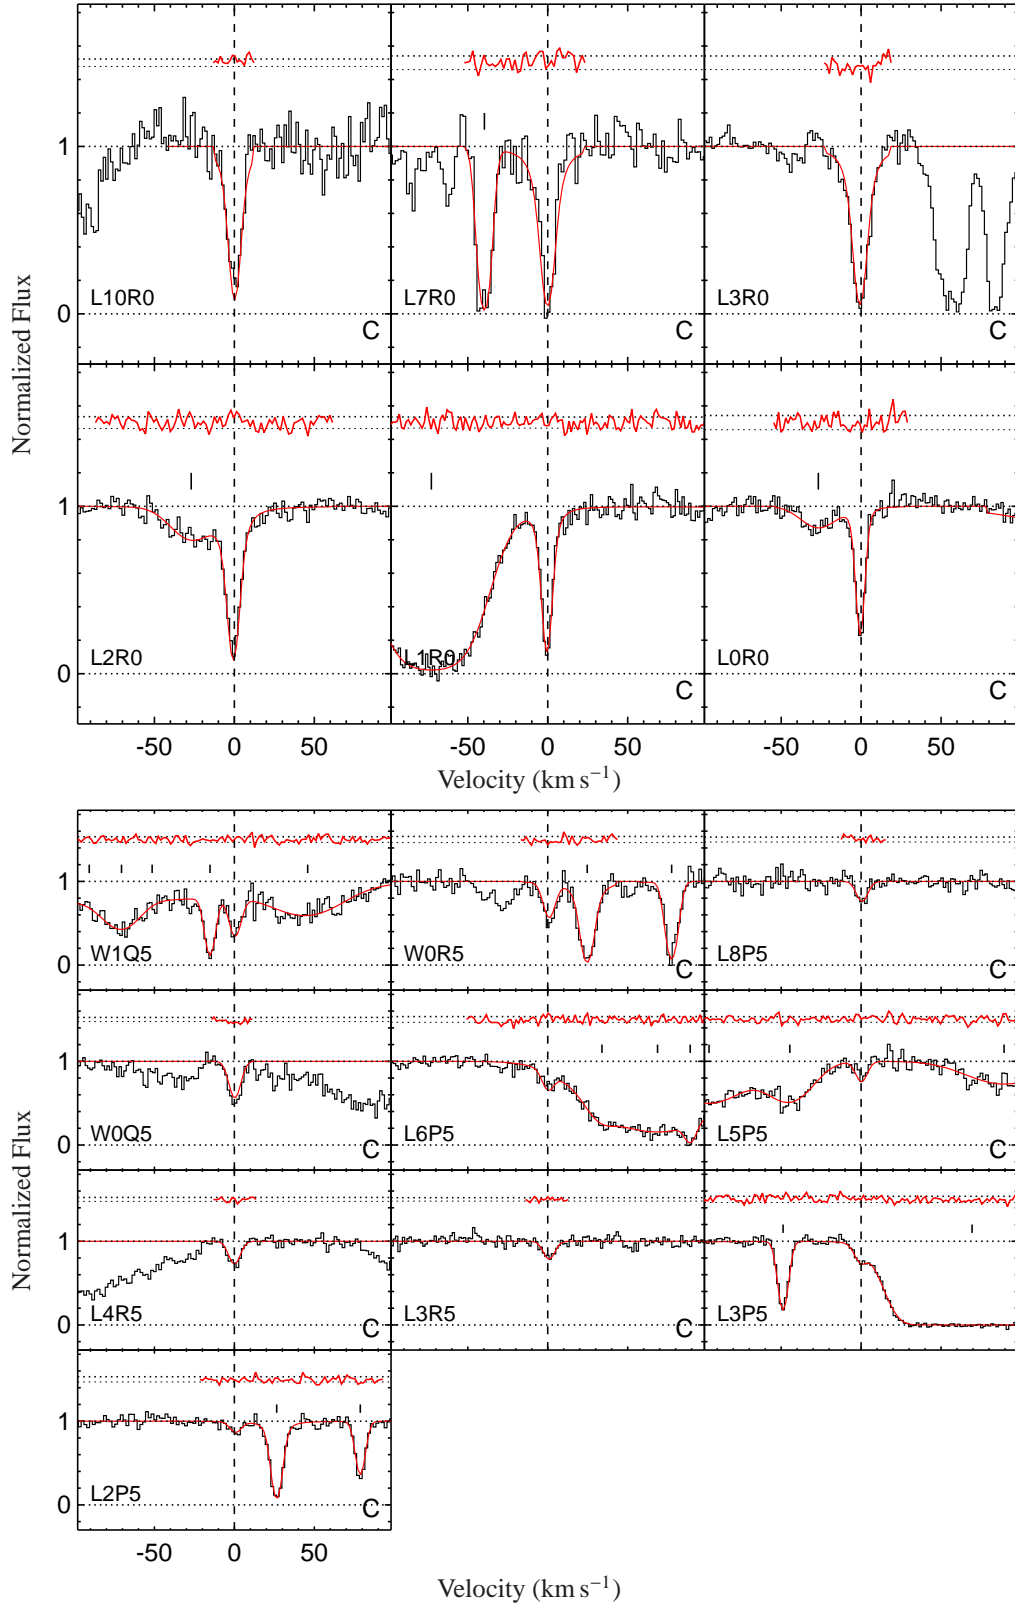 Normalized Flux
1
0
L10R0
C
L7R0
C
L3R0
C
1
0
L2R0
L1R0
C
L0R0
C
-50 0 50 -50 0 50 -50 0 50
Velocity (km s⁻¹)
Normalized Flux
1
0
W1Q5
W0R5
C
L8P5
C
1
0
W0Q5
C
L6P5
L5P5
C
1
0
L4R5
C
L3R5
C
L3P5
1
0
L2P5
C
-50 0 50
Velocity (km s⁻¹)